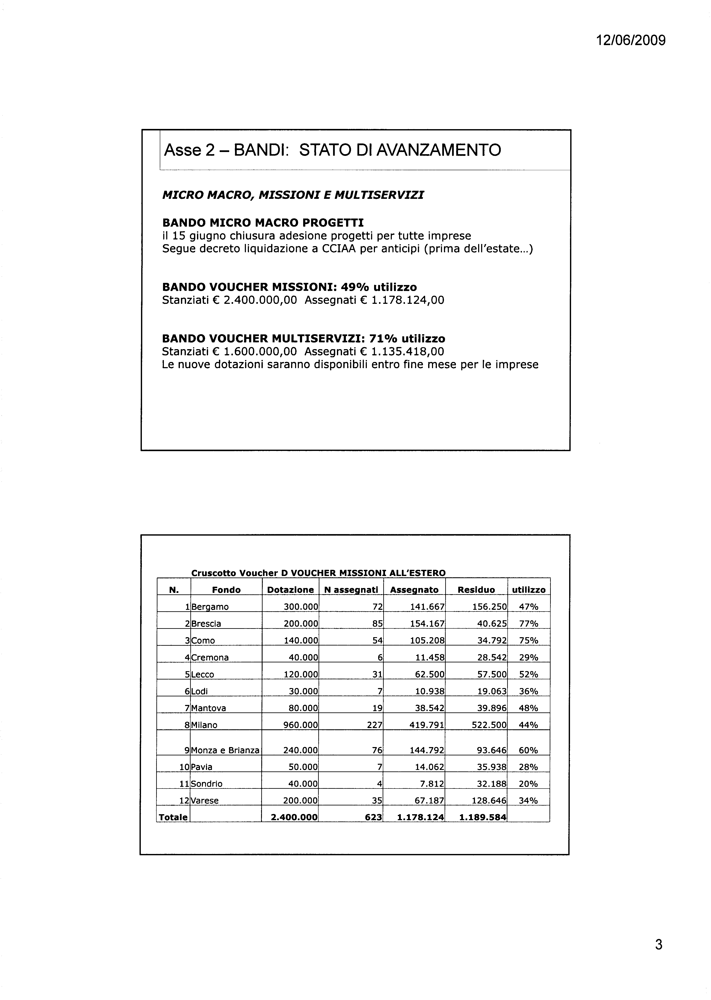 12/06/2009
Asse 2 – BANDI: STATO DI AVANZAMENTO
MICRO MACRO, MISSIONI E MULTISERVIZI
BANDO MICRO MACRO PROGETTI
il 15 giugno chiusura adesione progetti per tutte imprese
Segue decreto liquidazione a CCIAA per anticipi (prima dell'estate...)
BANDO VOUCHER MISSIONI: 49% utilizzo
Stanziati € 2.400.000,00 Assegnati € 1.178.124,00
BANDO VOUCHER MULTISERVIZI: 71% utilizzo
Stanziati € 1.600.000,00 Assegnati € 1.135.418,00
Le nuove dotazioni saranno disponibili entro fine mese per le imprese
Cruscotto Voucher D VOUCHER MISSIONI ALL'ESTERO
N. Fondo Dotazione N assegnati Assegnato Residuo utilizzo
1 Bergamo 300.000 72 141.667 156.250 47%
2 Brescia 200.000 85 154.167 40.625 77%
3 Como 140.000 54 105.208 34.792 75%
4 Cremona 40.000 6 11.458 28.542 29%
5 Lecco 120.000 31 62.500 57.500 52%
6 Lodi 30.000 7 10.938 19.063 36%
7 Mantova 80.000 19 38.542 39.896 48%
8 Milano 960.000 227 419.791 522.500 44%
9 Monza e Brianza 240.000 76 144.792 93.646 60%
10 Pavia 50.000 7 14.062 35.938 28%
11 Sondrio 40.000 4 7.812 32.188 20%
12 Varese 200.000 35 67.187 128.646 34%
Totale 2.400.000 623 1.178.124 1.189.584
3